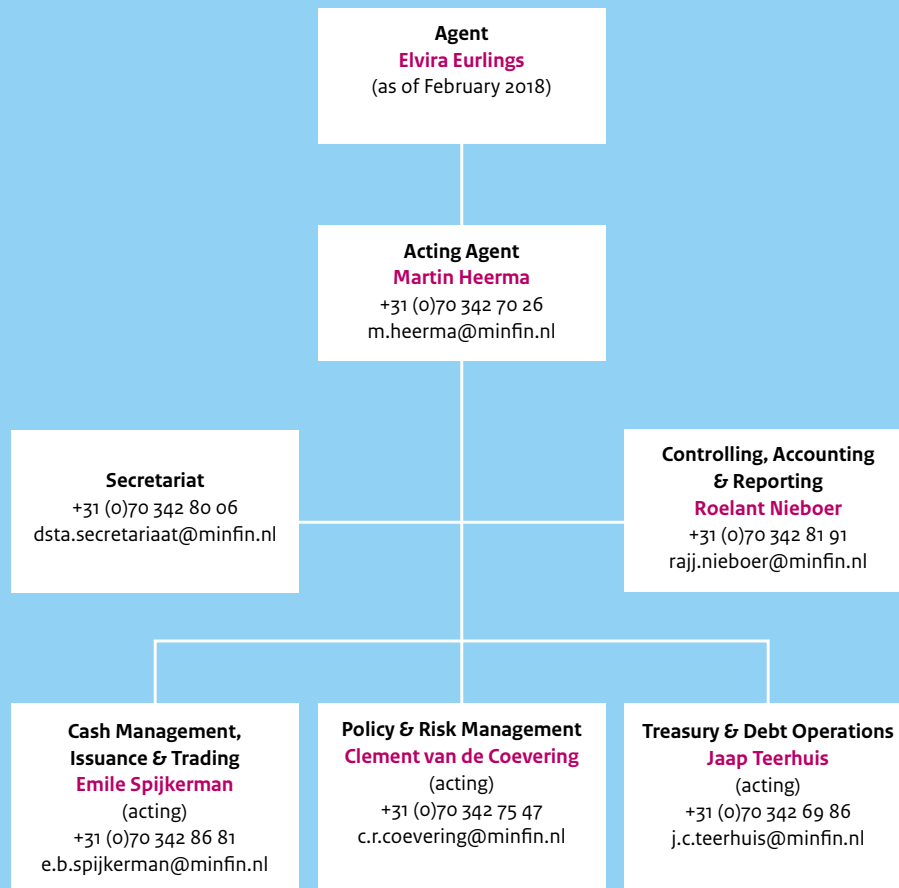 Agent
Elvira Eurlings
(as of February 2018)
Acting Agent
Martin Heerma
+31 (0)70 342 70 26
m.heerma@minfin.nl
Secretariat
+31 (0)70 342 80 06
dsta.secretariaat@minfin.nl
Controlling, Accounting
& Reporting
Roelant Nieboer
+31 (0)70 342 81 91
rajj.nieboer@minfin.nl
Cash Management,
Issuance & Trading
Emile Spijkerman
(acting)
+31 (0)70 342 86 81
e.b.spijkerman@minfin.nl
Policy & Risk Management
Clement van de Coevering
(acting)
+31 (0)70 342 75 47
c.r.coevering@minfin.nl
Treasury & Debt Operations
Jaap Teerhuis
(acting)
+31 (0)70 342 69 86
j.c.teerhuis@minfin.nl